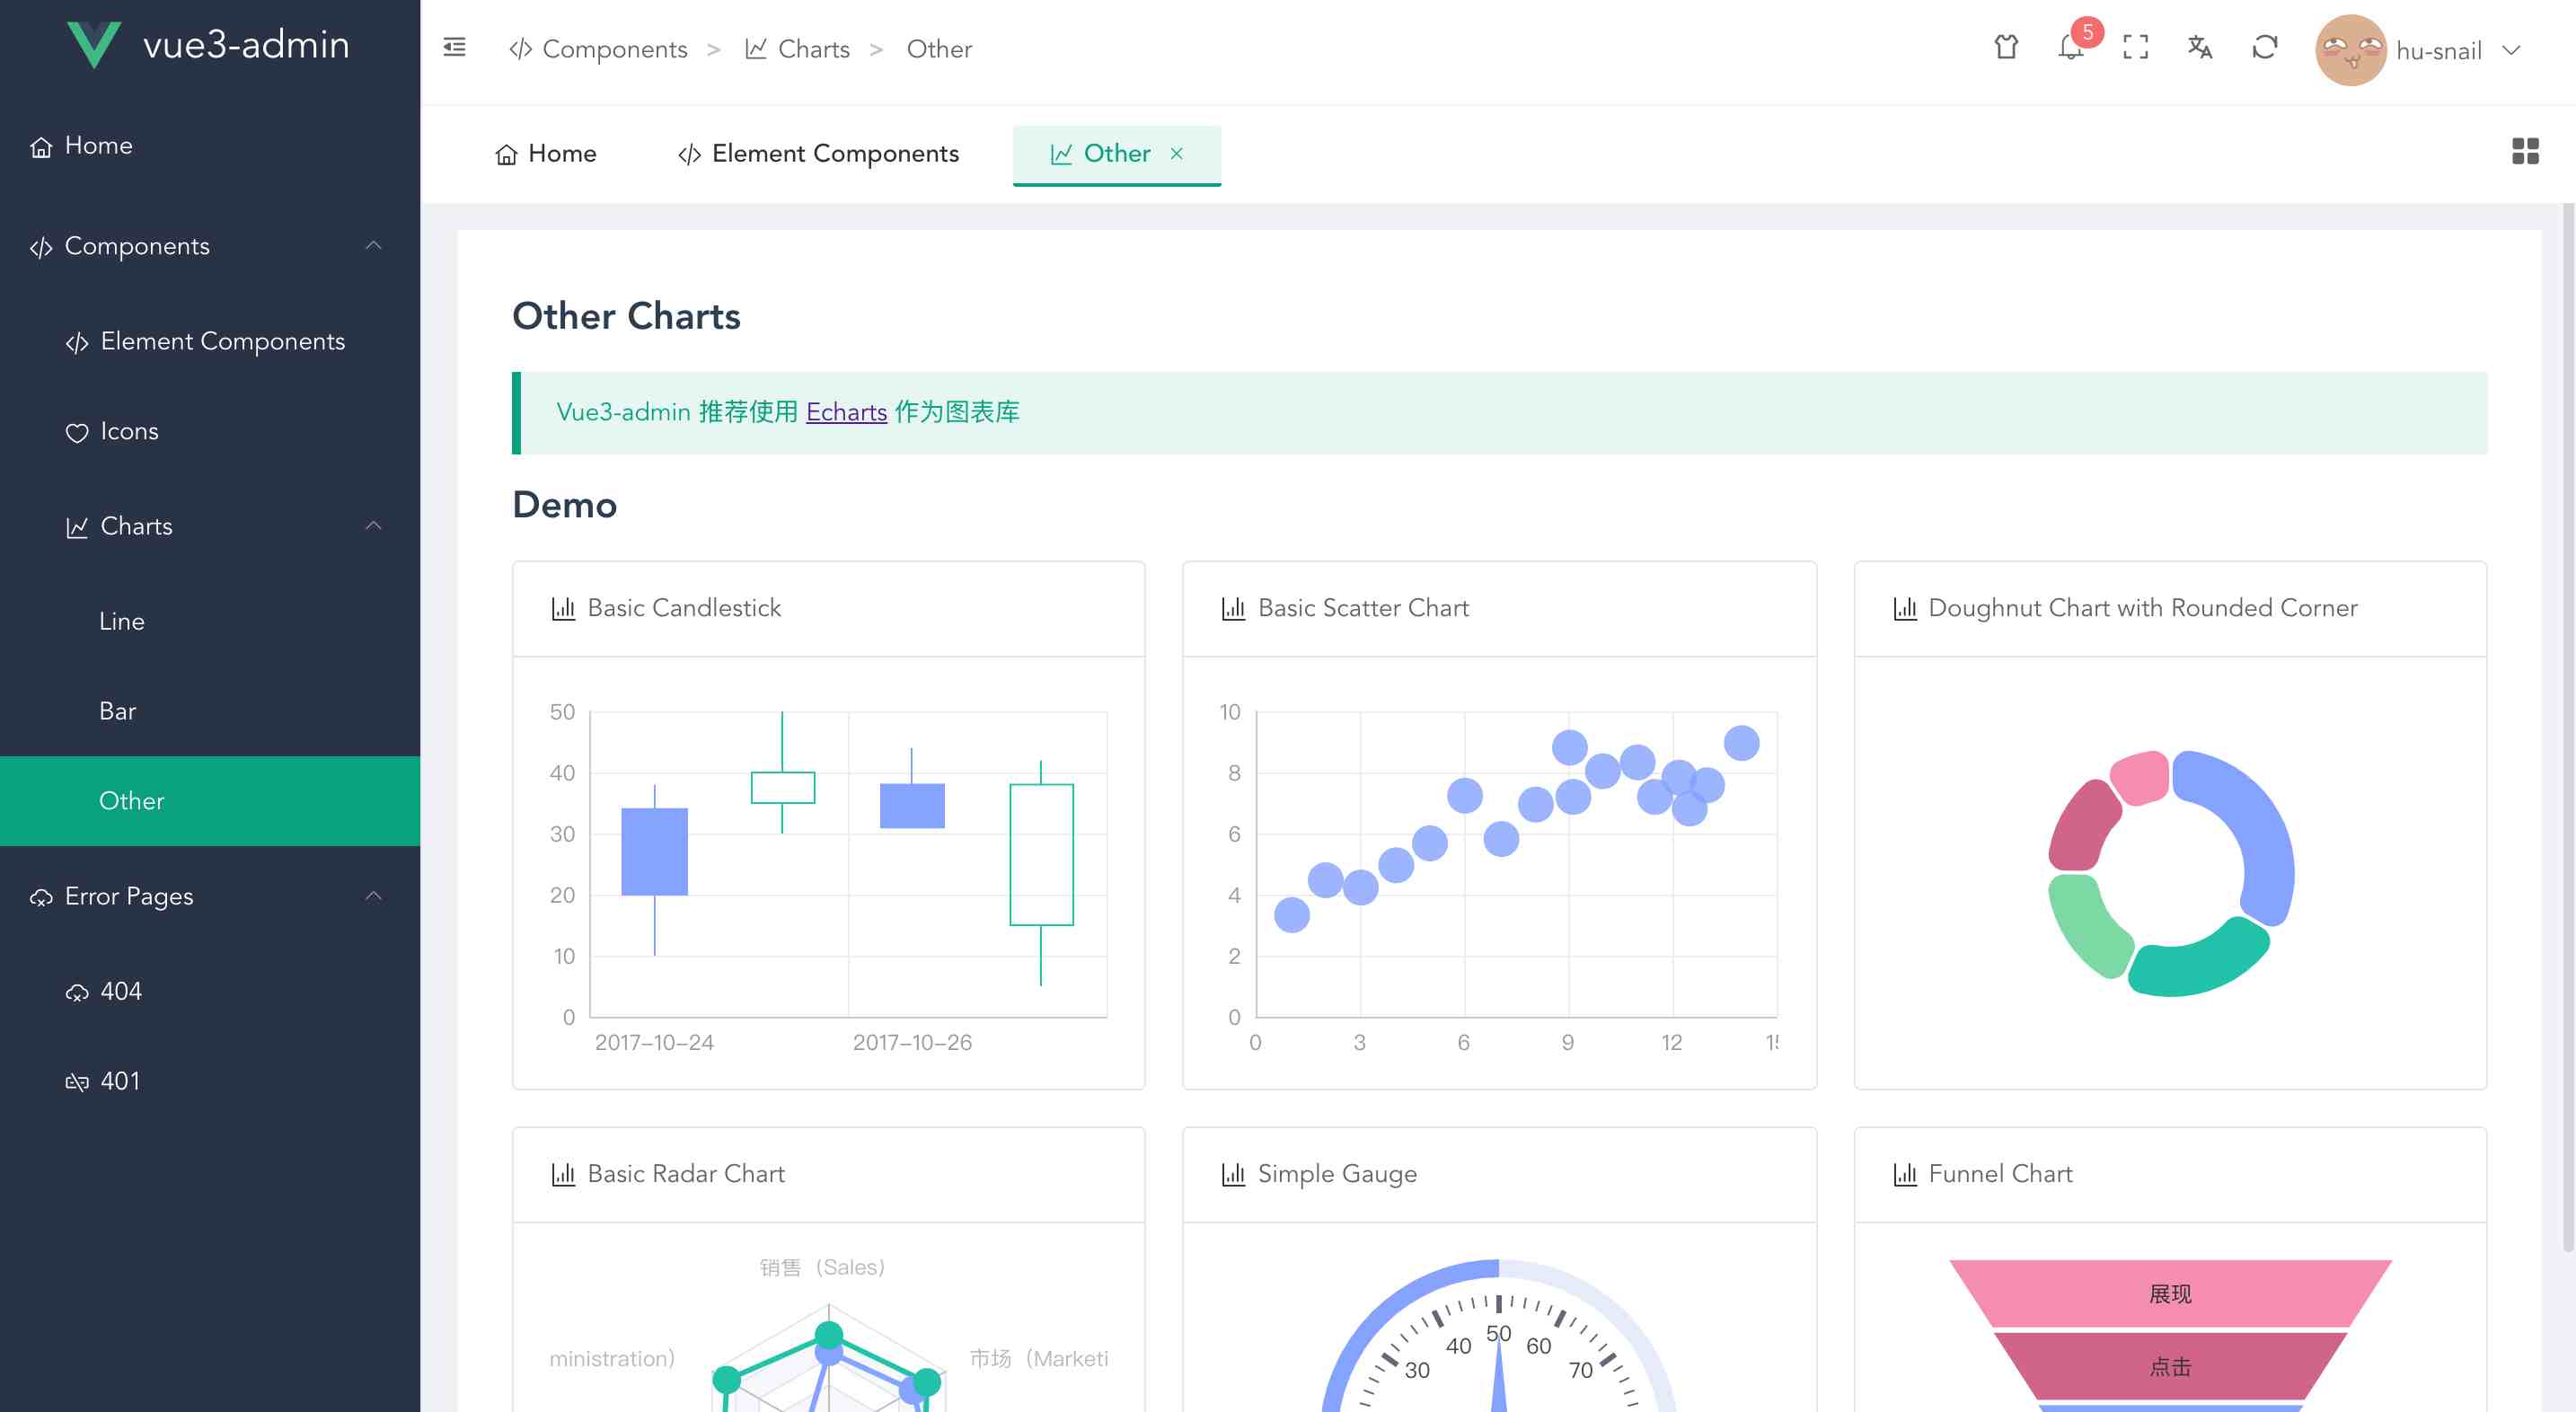 vue3-admin
Home
Components
Element Components
Icons
Charts
Line
Bar
Other
Error Pages
404
401
Components > Charts > Other
5
hu-snail
Home
Element Components
Other
Other Charts
Vue3-admin 推荐使用 Echarts 作为图表库
Demo
Basic Candlestick
50
40
30
20
10
0
2017-10-24
2017-10-26
Basic Scatter Chart
10
8
6
4
2
0
0
3
6
9
12
Doughnut Chart with Rounded Corner
Basic Radar Chart
销售（Sales）
ministration）
市场（Marketi
Simple Gauge
30
40
50
60
70
Funnel Chart
展现
点击